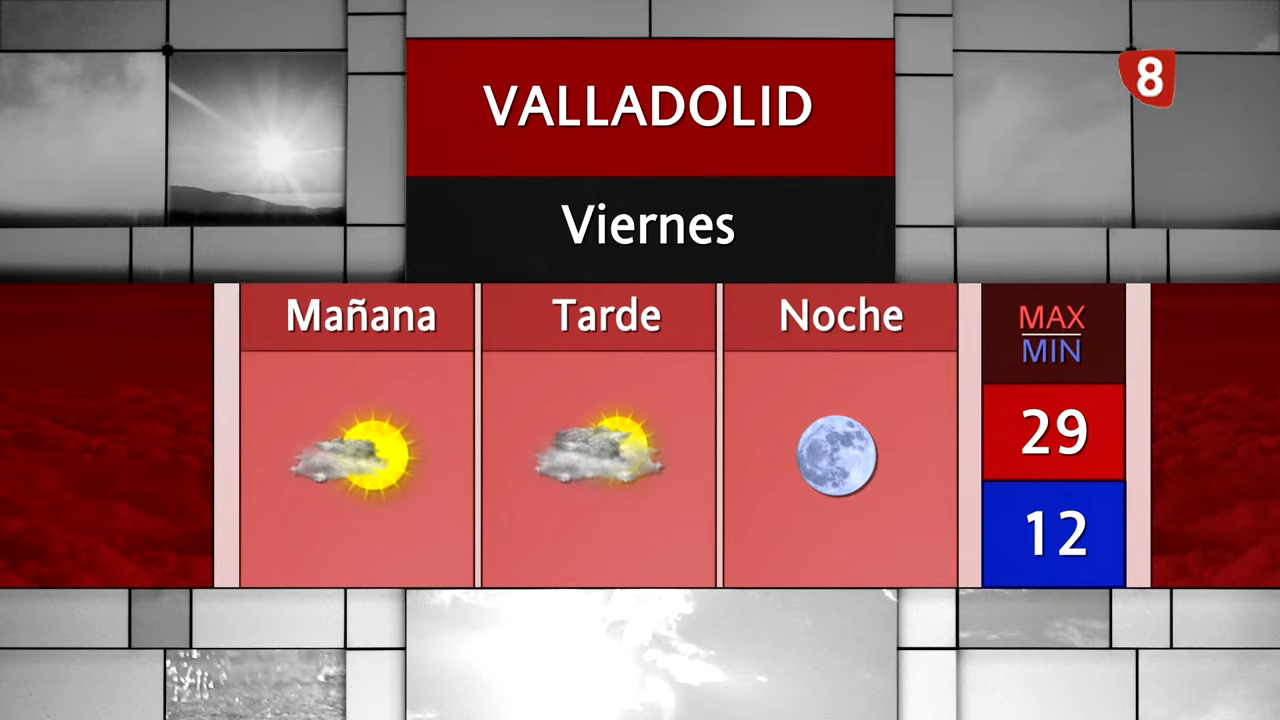 VALLADOLID
8
Viernes
Mañana
Tarde
Noche
MAX
MIN
29
12